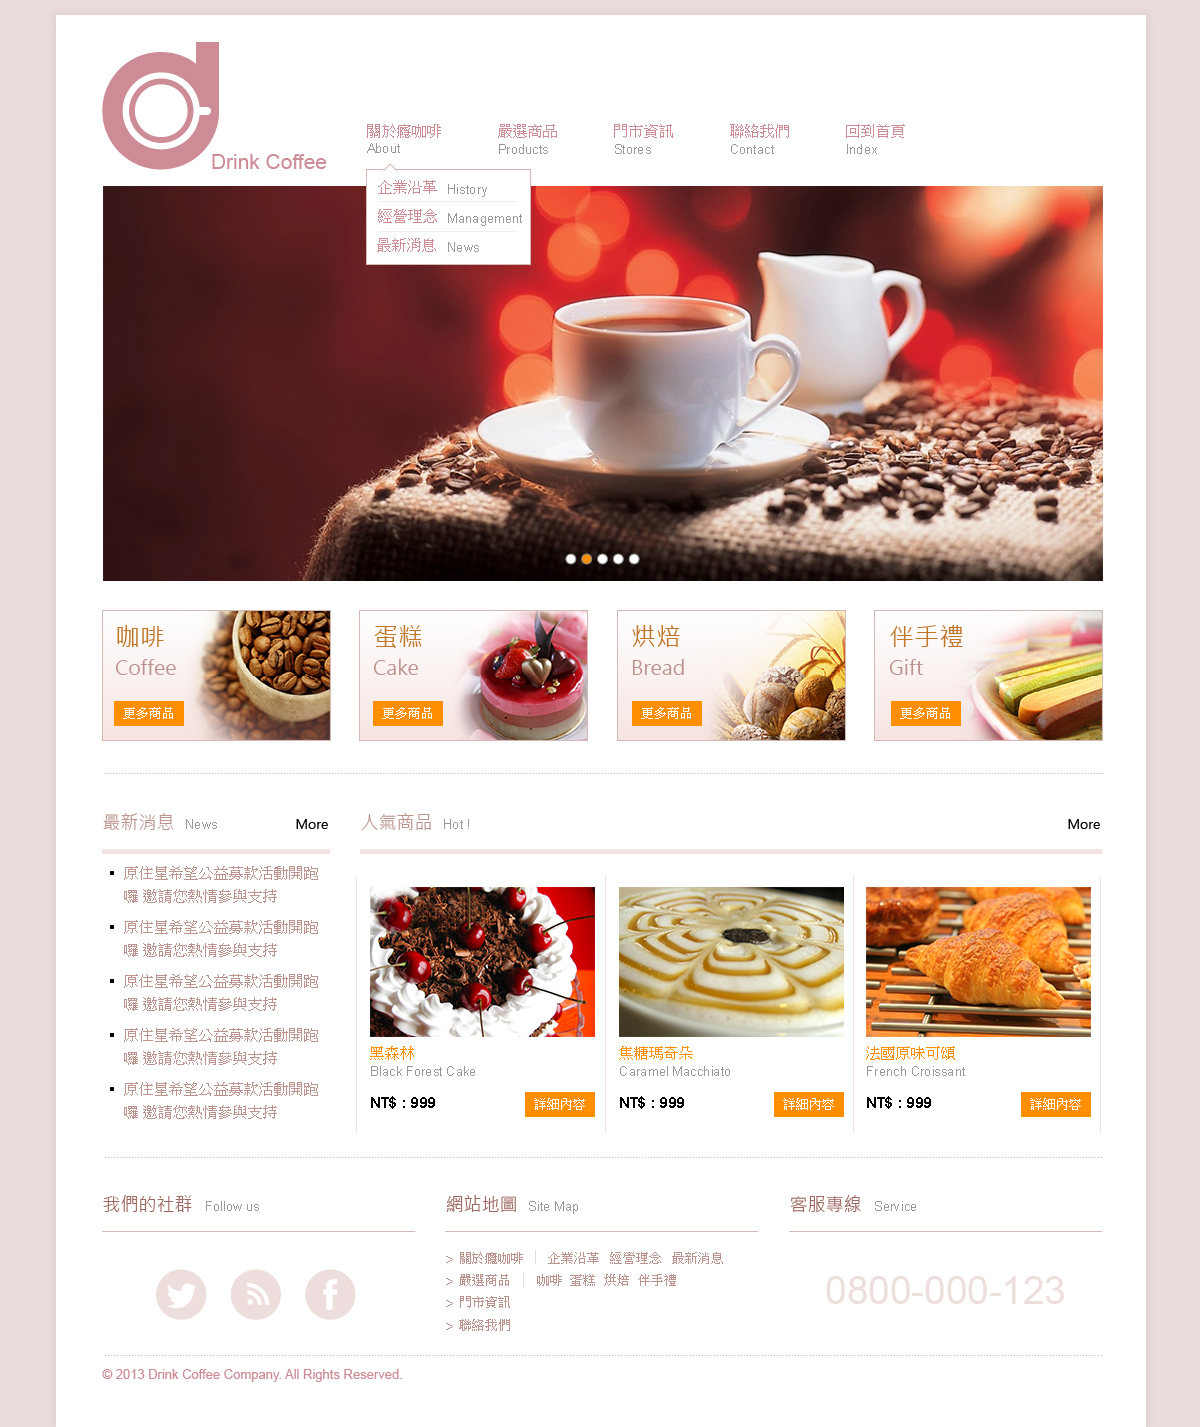 Drink Coffee
關於癮咖啡 嚴選商品 門市資訊 聯絡我們 回到首頁
About Products Stores Contact Index
企業沿革 History
經營理念 Management
最新消息 News
咖啡 蛋糕 烘焙 伴手禮
Coffee Cake Bread Gift
更多商品 更多商品 更多商品 更多商品
最新消息 News More
人氣商品 Hot ! More
原住星希望公益募款活動開跑
囉 邀請您熱情參與支持
原住星希望公益募款活動開跑
囉 邀請您熱情參與支持
原住星希望公益募款活動開跑
囉 邀請您熱情參與支持
原住星希望公益募款活動開跑
囉 邀請您熱情參與支持
原住星希望公益募款活動開跑
囉 邀請您熱情參與支持
黑森林
Black Forest Cake
NT$ : 999 詳細內容
焦糖瑪奇朵
Caramel Macchiato
NT$ : 999 詳細內容
法國原味可頌
French Croissant
NT$ : 999 詳細內容
我們的社群 Follow us
網站地圖 Site Map
> 關於癮咖啡 | 企業沿革 經營理念 最新消息
> 嚴選商品 | 咖啡 蛋糕 烘焙 伴手禮
> 門市資訊
> 聯絡我們
客服專線 Service
0800-000-123
© 2013 Drink Coffee Company. All Rights Reserved.